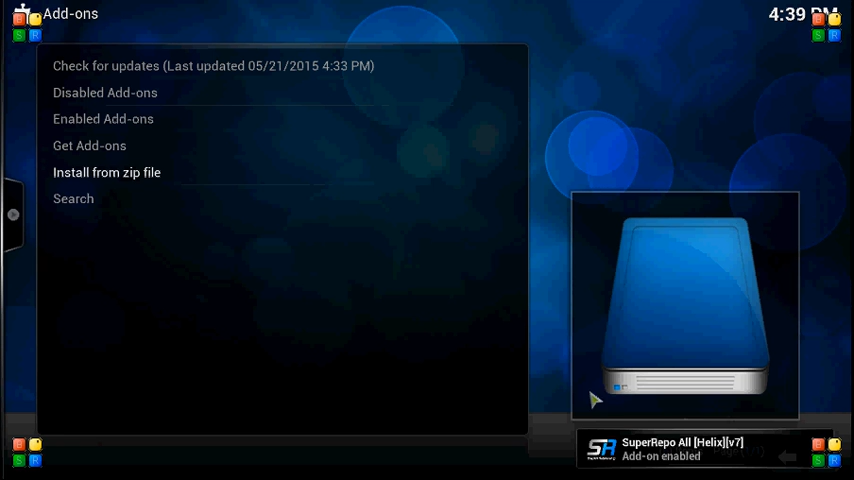 Add-ons
4:39 PM
Check for updates (Last updated 05/21/2015 4:33 PM)
Disabled Add-ons
Enabled Add-ons
Get Add-ons
Install from zip file
Search
SR
SuperRepo All [Helix][v7]
Add-on enabled